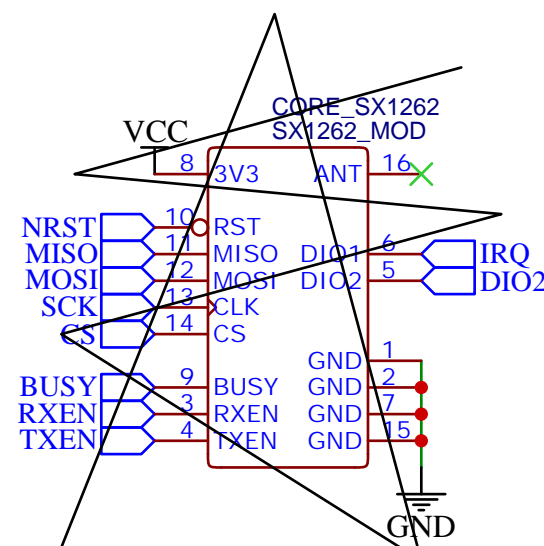 CORE_SX1262
SX1262_MOD
VCC
8 3V3 ANT 16
NRST 10 RST
MISO 11 MISO DIO1 6 IRQ
MOSI 12 MOSI DIO2 5 DIO2
SCK 13 CLK
CS 14 CS
GND 1
BUSY 9 BUSY GND 2
RXEN 3 RXEN GND 7
TXEN 4 TXEN GND 15
GND